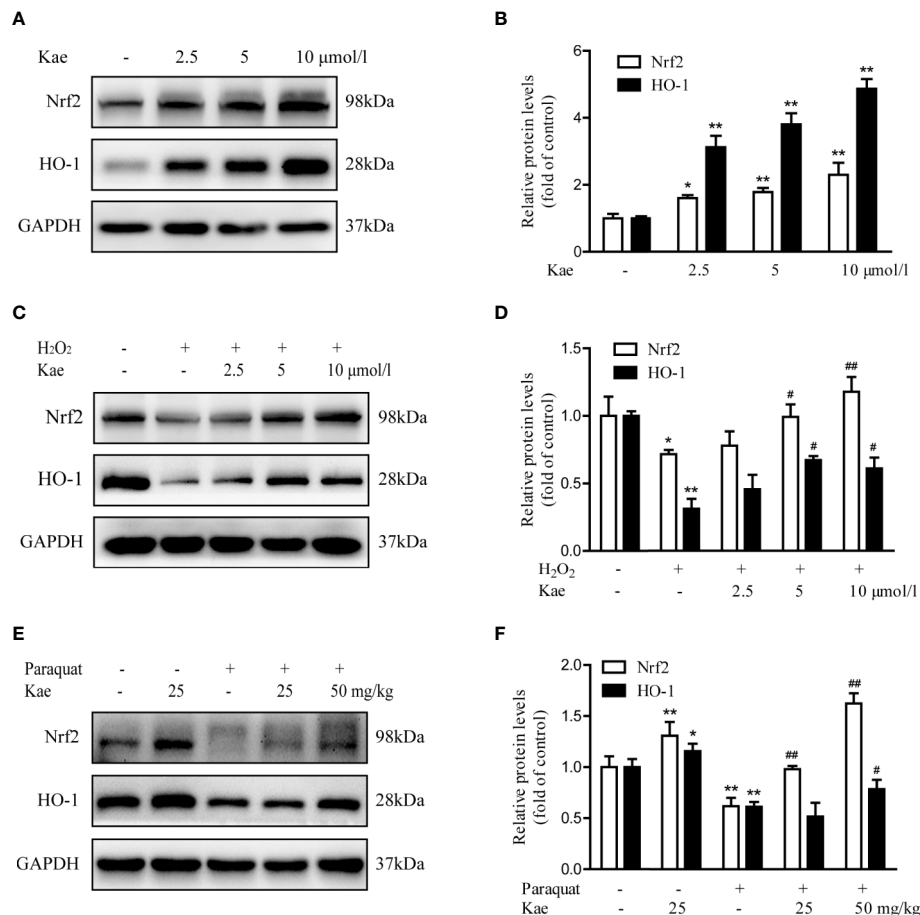 A
Kae - 2.5 5 10 μmol/l
Nrf2 98kDa
HO-1 28kDa
GAPDH 37kDa
B
Relative protein levels
(fold of control)
6
4
2
0
Nrf2
HO-1
* ** ** ** ** **
Kae - 2.5 5 10 μmol/l
C
H2O2 - + + + +
Kae - - 2.5 5 10 μmol/l
Nrf2 98kDa
HO-1 28kDa
GAPDH 37kDa
D
Relative protein levels
(fold of control)
1.5
1.0
0.5
0.0
Nrf2
HO-1
* ** # # ## #
H₂O₂ - + + + +
Kae - - 2.5 5 10 μmol/l
E
Paraquat - - + + +
Kae - 25 - 25 50 mg/kg
Nrf2 98kDa
HO-1 28kDa
GAPDH 37kDa
F
Relative protein levels
(fold of control)
2.0
1.5
1.0
0.5
0.0
Nrf2
HO-1
** * ** ** ## ## #
Paraquat - - + + +
Kae - 25 - 25 50 mg/kg